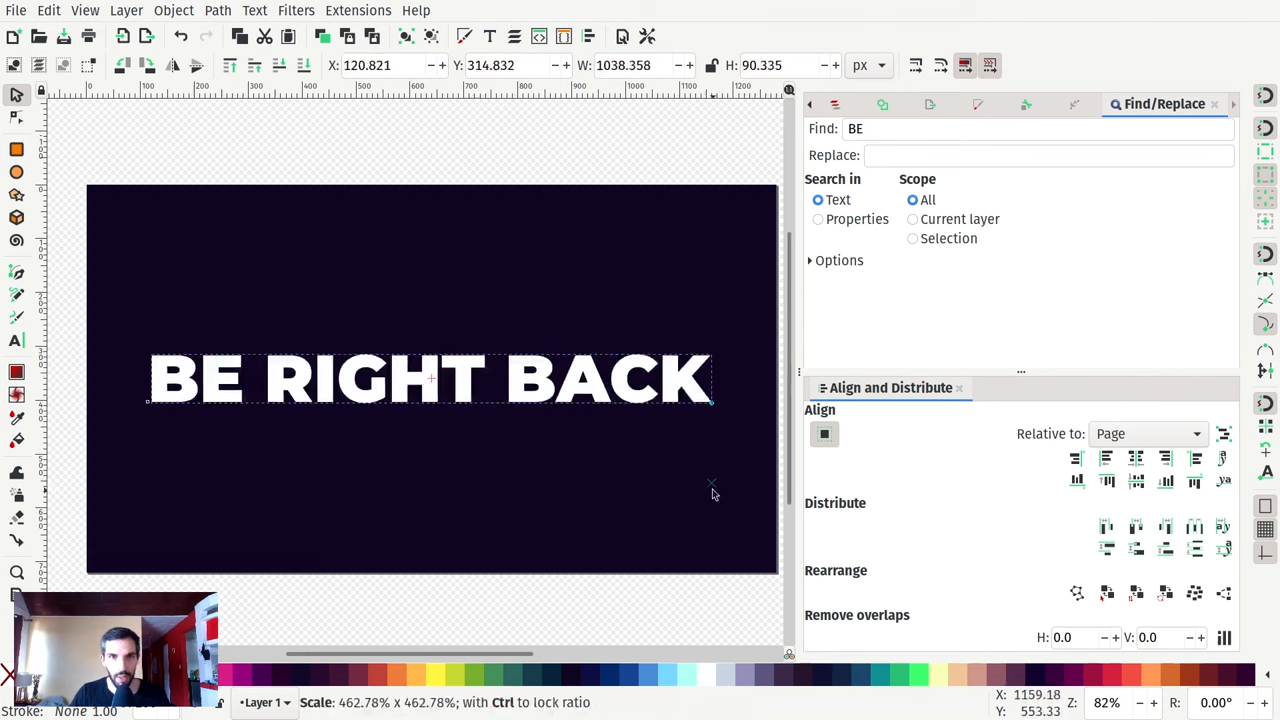 File Edit View Layer Object Path Text Filters Extensions Help
X: 120.821 − + Y: 314.832 − + W: 1038.358 − + H: 90.335 − + px
Find/Replace
Find: BE
Replace:
Search in Scope
Text All
Properties Current layer
Selection
Options
BE RIGHT BACK
Align and Distribute
Align
Relative to: Page
Distribute
Rearrange
Remove overlaps
H: 0.0 − + V: 0.0 − +
Layer 1 Scale: 462.78% x 462.78%; with Ctrl to lock ratio
X: 1159.18
Y: 553.33
Z: 82% − + R: 0.00° − +
Stroke: None 1.00